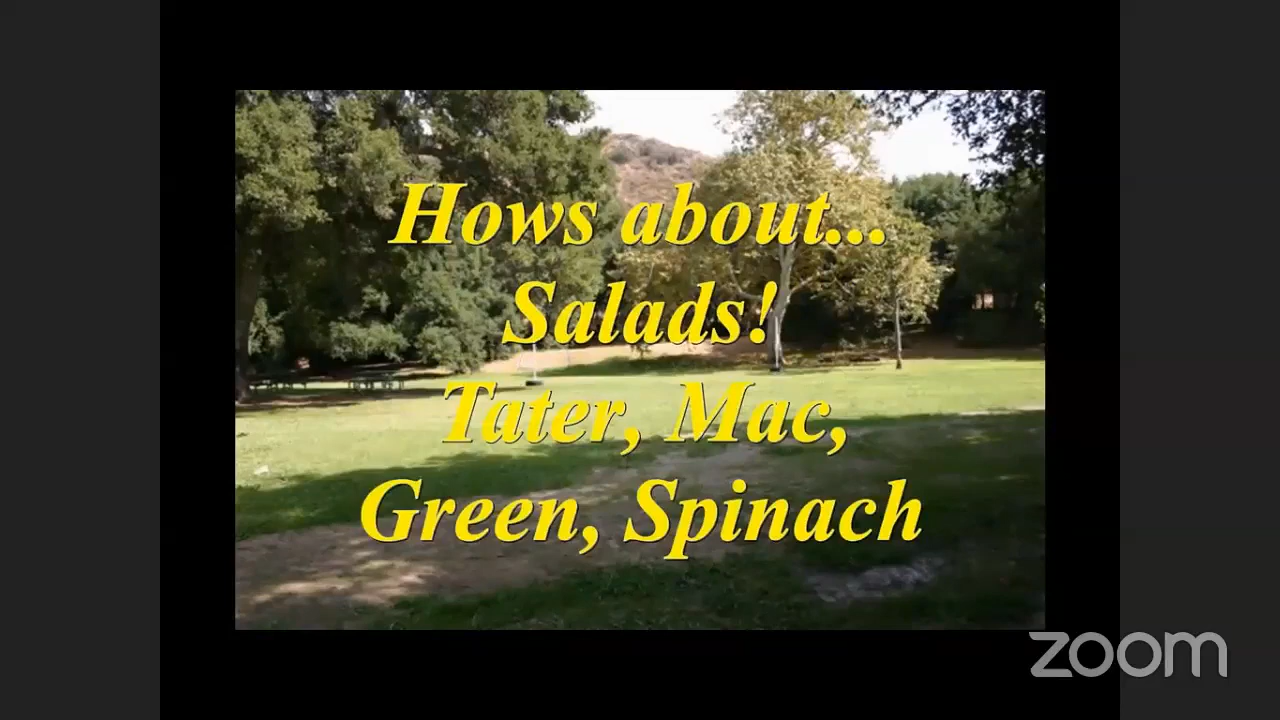 Hows about...
Salads!
Tater, Mac,
Green, Spinach
zoom